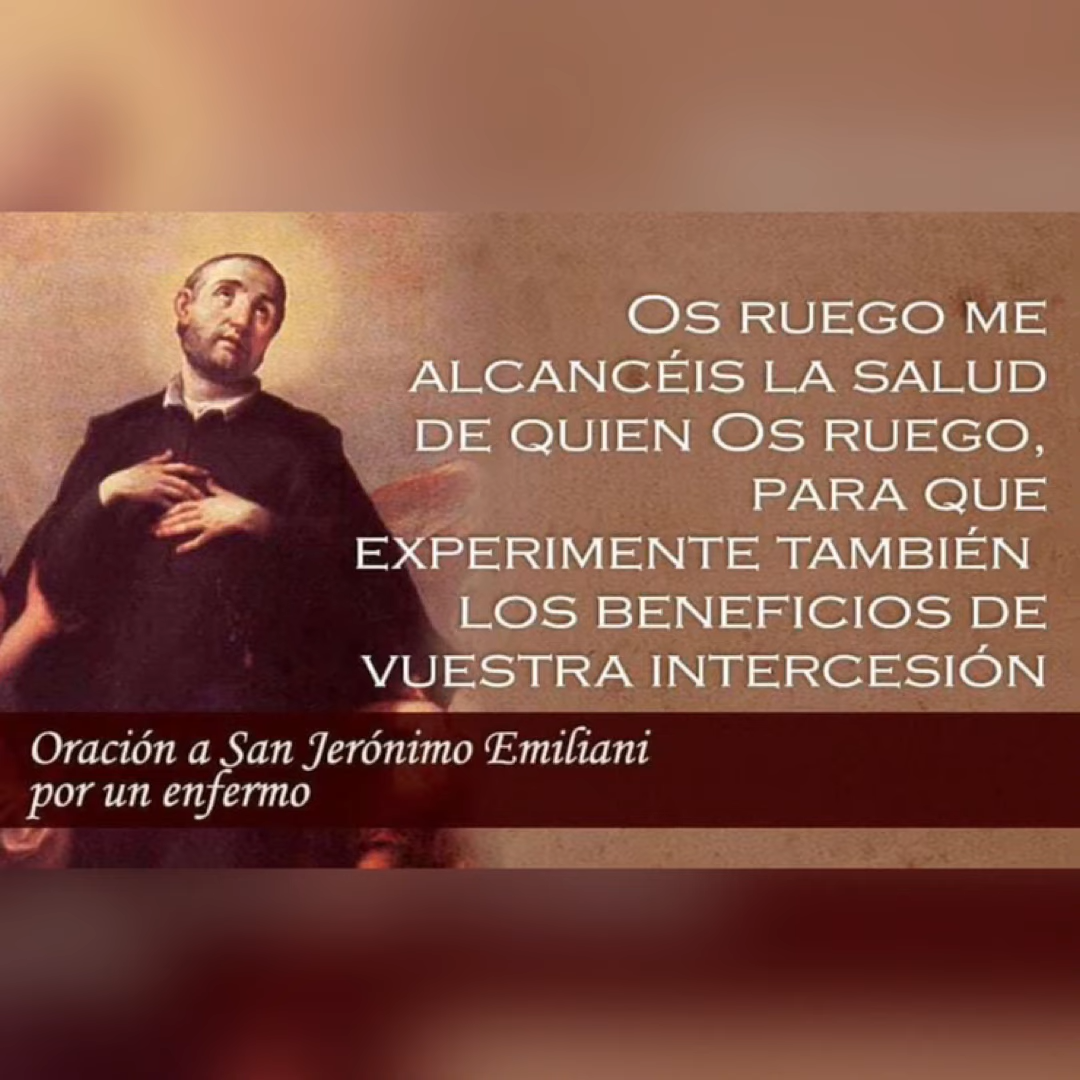 Os ruego me
alcancéis la salud
de quien Os ruego,
para que
experimente también
los beneficios de
vuestra intercesión
Oración a San Jerónimo Emiliani
por un enfermo